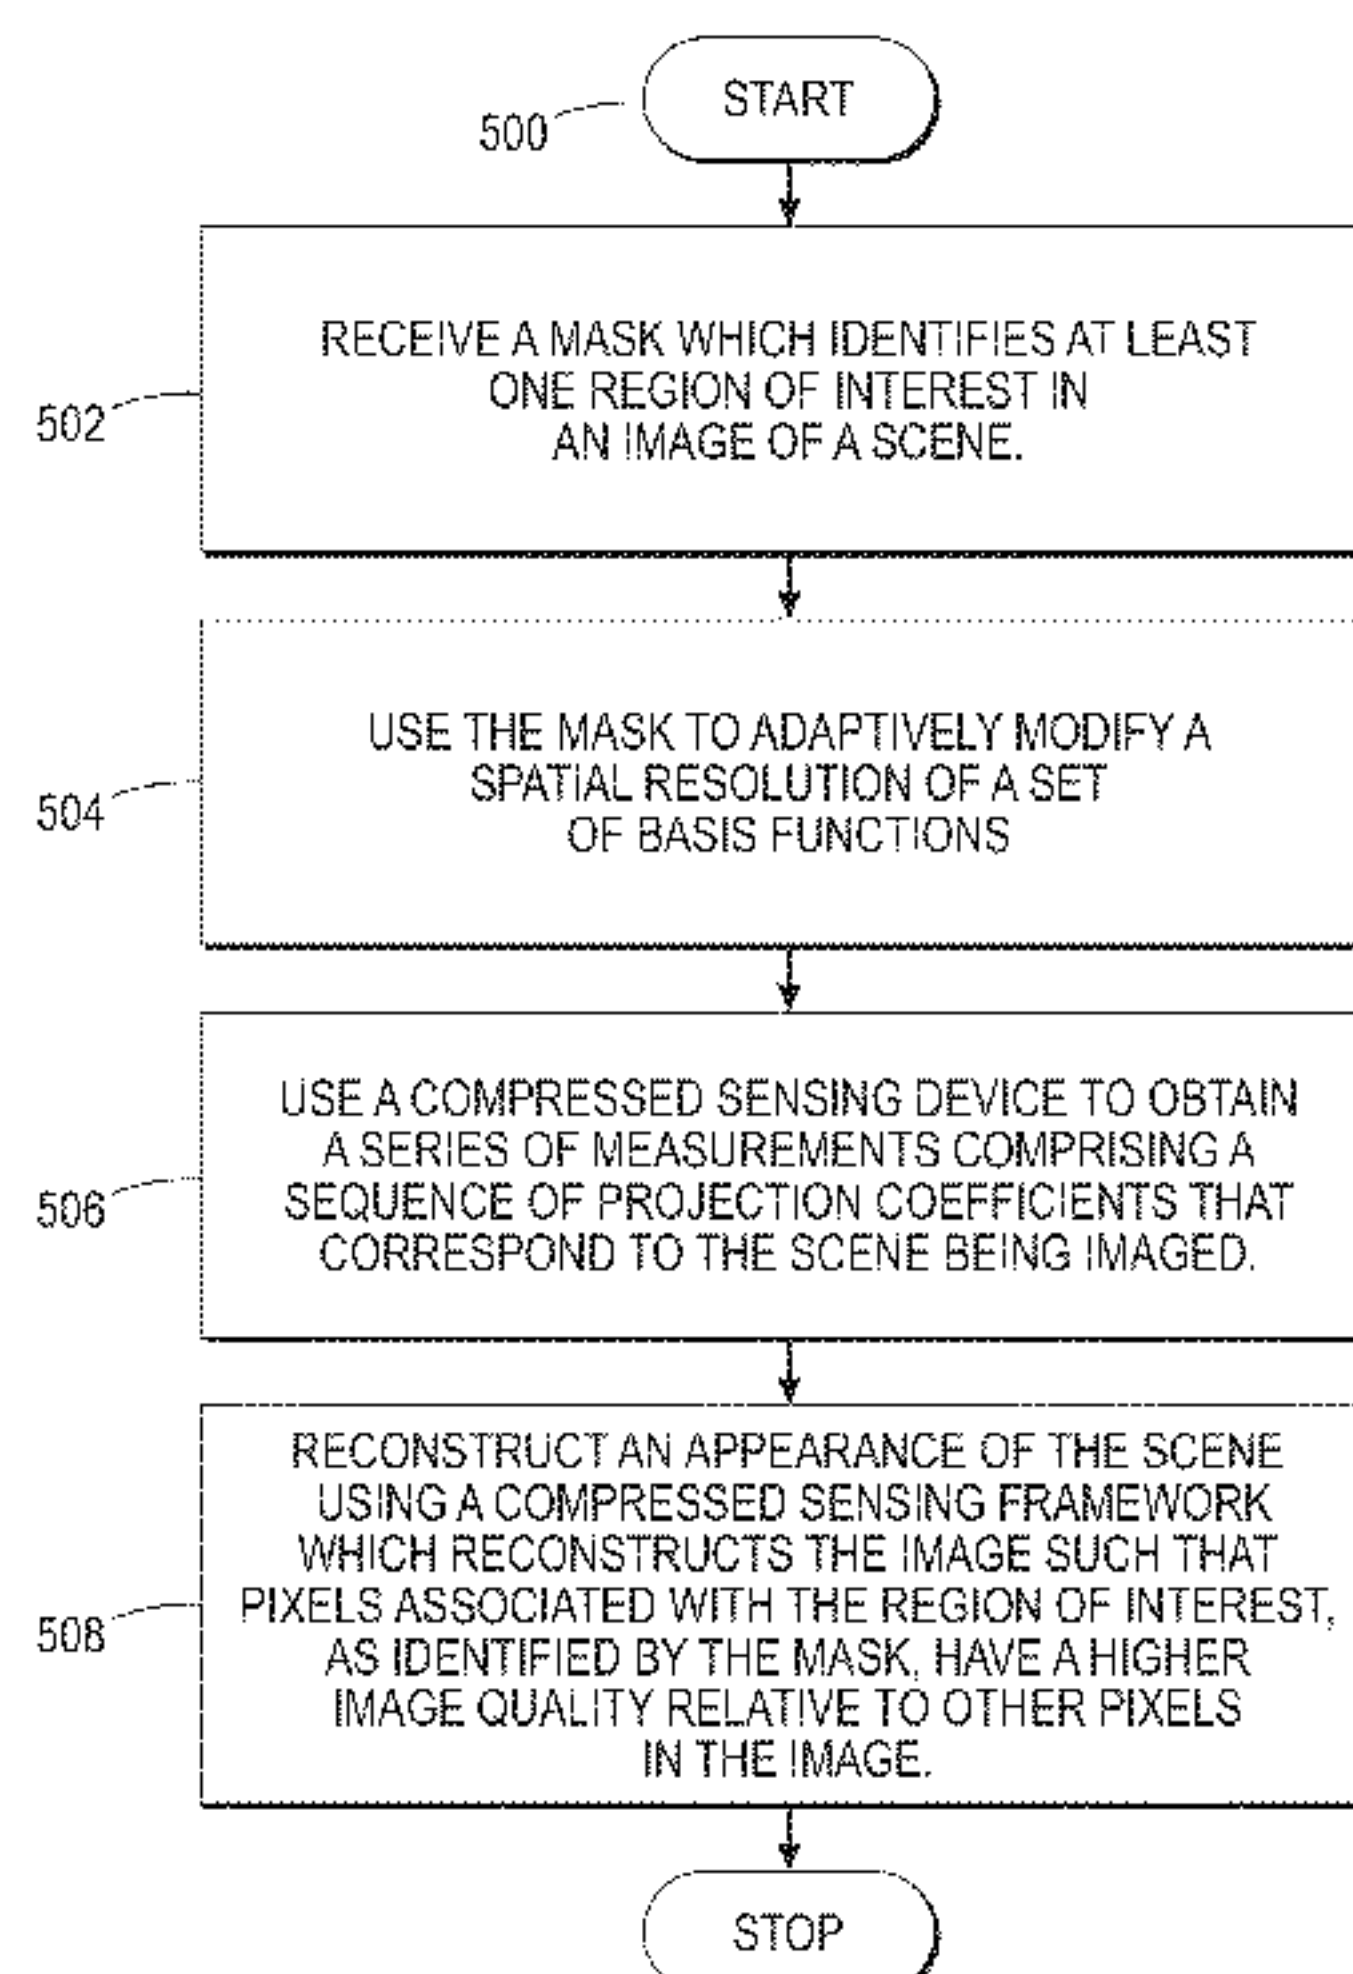 START
500
RECEIVE A MASK WHICH IDENTIFIES AT LEAST
ONE REGION OF INTEREST IN
AN IMAGE OF A SCENE.
502
USE THE MASK TO ADAPTIVELY MODIFY A
SPATIAL RESOLUTION OF A SET
OF BASIS FUNCTIONS
504
USE A COMPRESSED SENSING DEVICE TO OBTAIN
A SERIES OF MEASUREMENTS COMPRISING A
SEQUENCE OF PROJECTION COEFFICIENTS THAT
CORRESPOND TO THE SCENE BEING IMAGED.
506
RECONSTRUCT AN APPEARANCE OF THE SCENE
USING A COMPRESSED SENSING FRAMEWORK
WHICH RECONSTRUCTS THE IMAGE SUCH THAT
PIXELS ASSOCIATED WITH THE REGION OF INTEREST,
AS IDENTIFIED BY THE MASK, HAVE A HIGHER
IMAGE QUALITY RELATIVE TO OTHER PIXELS
IN THE IMAGE.
508
STOP